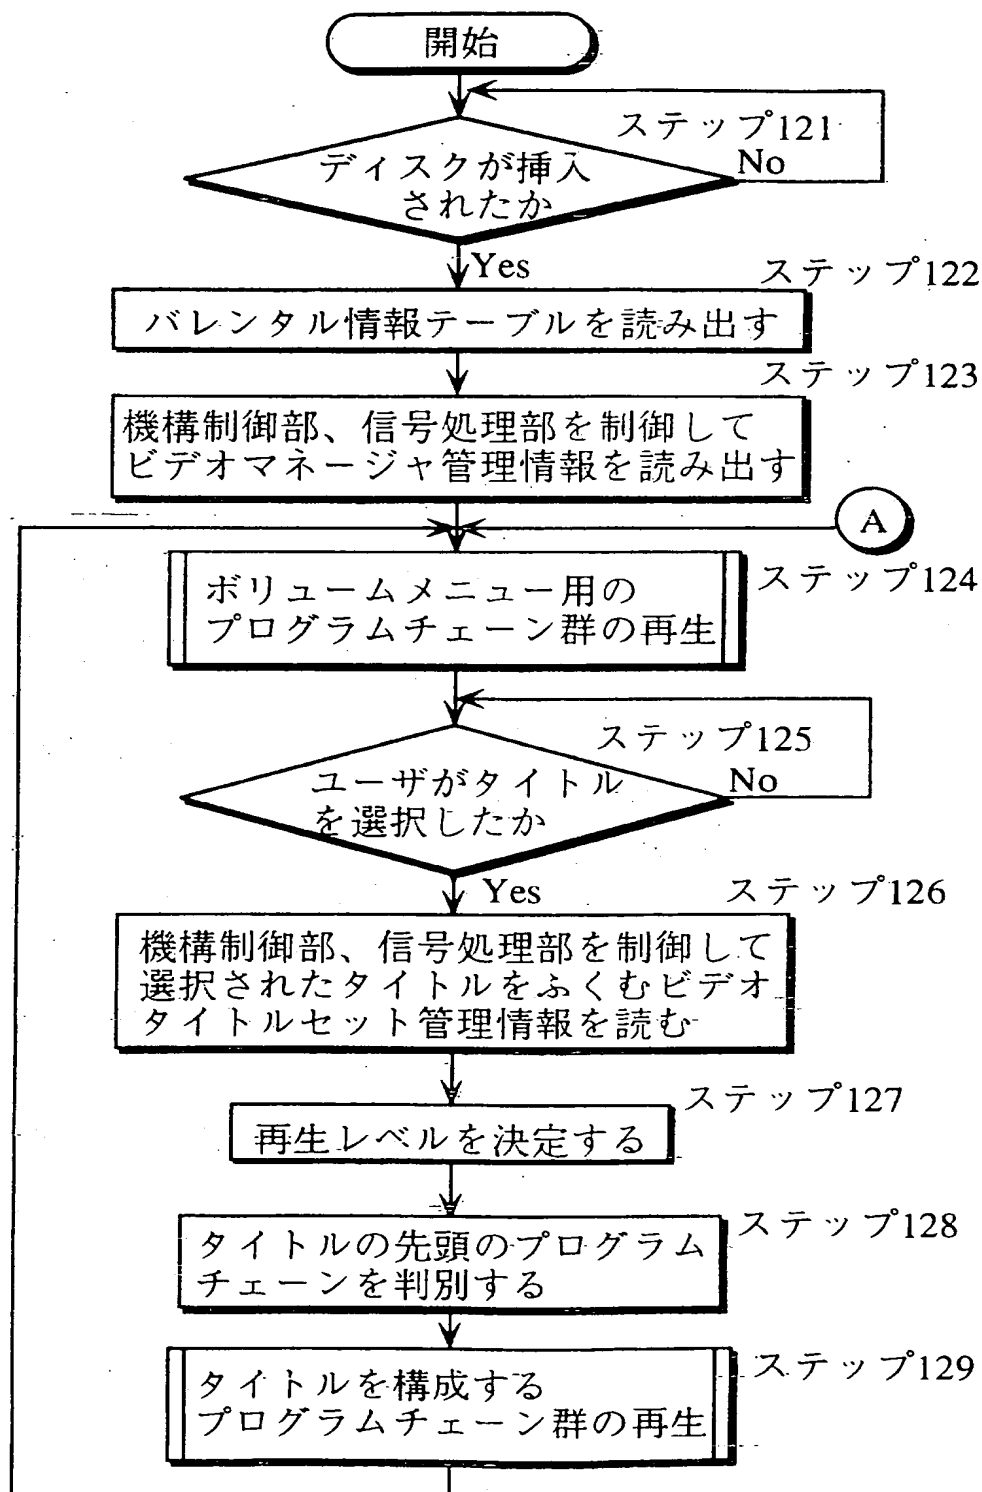 開始
ステップ121
No
ディスクが挿入
されたか
Yes
ステップ122
バレンタル情報テーブルを読み出す
ステップ123
機構制御部、信号処理部を制御して
ビデオマネージャ管理情報を読み出す
A
ステップ124
ボリュームメニュー用の
プログラムチェーン群の再生
ステップ125
No
ユーザがタイトル
を選択したか
Yes
ステップ126
機構制御部、信号処理部を制御して
選択されたタイトルをふくむビデオ
タイトルセット管理情報を読む
ステップ127
再生レベルを決定する
ステップ128
タイトルの先頭のプログラム
チェーンを判別する
ステップ129
タイトルを構成する
プログラムチェーン群の再生